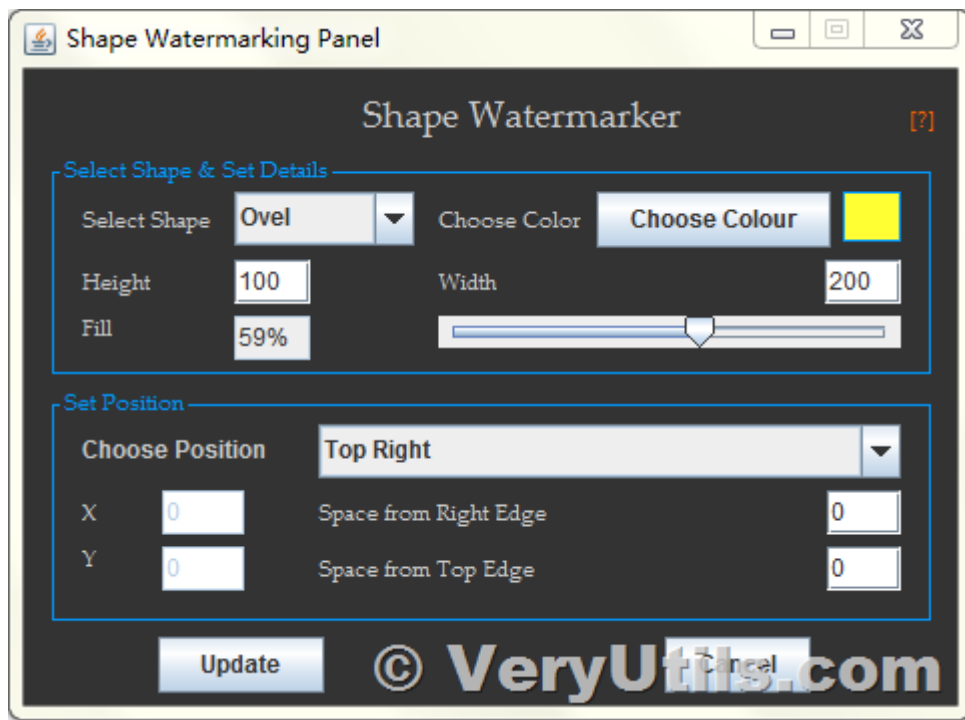 Shape Watermarking Panel
Shape Watermarker
[?]
Select Shape & Set Details
Select Shape Ovel Choose Color Choose Colour
Height 100 Width 200
Fill 59%
Set Position
Choose Position Top Right
X 0 Space from Right Edge 0
Y 0 Space from Top Edge 0
Update Cancel
© VeryUtils.com